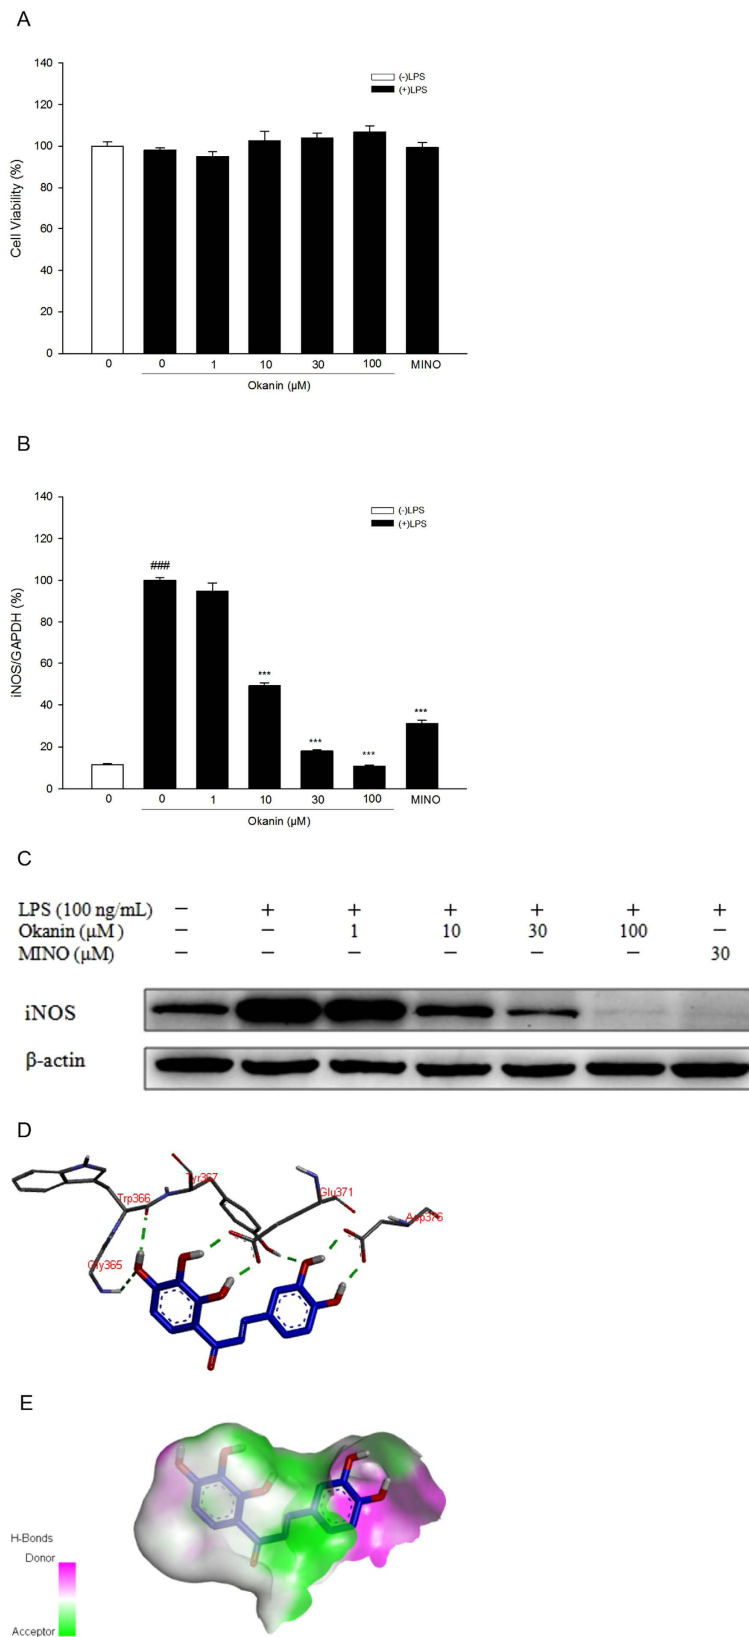 A
140
120
100
80
60
40
20
0
Cell Viability (%)
(-)LPS
(+)LPS
0 0 1 10 30 100 MINO
Okanin (µM)
B
140
120
100
80
60
40
20
0
iNOS/GAPDH (%)
(-)LPS
(+)LPS
###
***
***
***
***
0 0 1 10 30 100 MINO
Okanin (µM)
C
LPS (100 ng/mL) − + + + + + +
Okanin (µM ) − − 1 10 30 100 −
MINO (µM) − − − − − − 30
iNOS
β-actin
D
Tyr367
Trp366
Glu371
Asp376
Gly365
E
H-Bonds
Donor
Acceptor